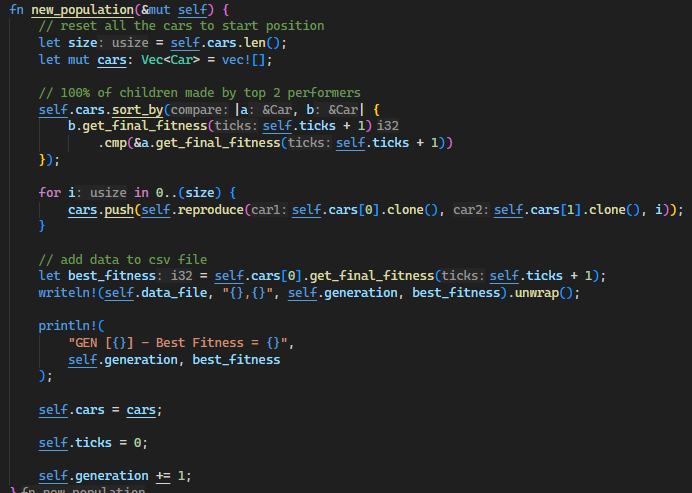 fn new_population(&mut self) {
// reset all the cars to start position
let size: usize = self.cars.len();
let mut cars: Vec<Car> = vec![];
// 100% of children made by top 2 performers
self.cars.sort_by(compare: |a: &Car, b: &Car| {
b.get_final_fitness(ticks: self.ticks + 1) i32
.cmp(&a.get_final_fitness(ticks: self.ticks + 1))
});
for i: usize in 0..(size) {
cars.push(self.reproduce(car1: self.cars[0].clone(), car2: self.cars[1].clone(), i));
}
// add data to csv file
let best_fitness: i32 = self.cars[0].get_final_fitness(ticks: self.ticks + 1);
writeln!(self.data_file, "{},{}", self.generation, best_fitness).unwrap();
println!(
"GEN [{}] - Best Fitness = {}",
self.generation, best_fitness
);
self.cars = cars;
self.ticks = 0;
self.generation += 1;
} fn new_population